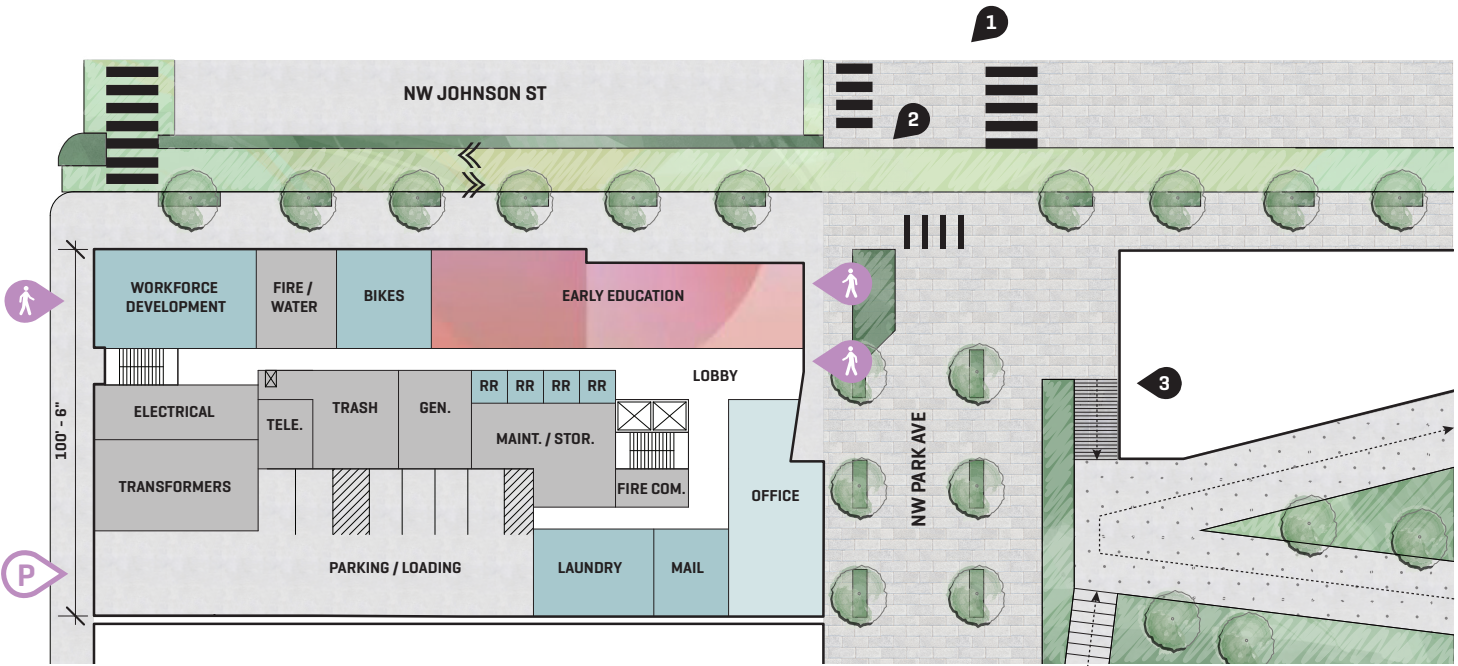 1
NW JOHNSON ST
2
WORKFORCE
DEVELOPMENT
FIRE /
WATER
BIKES
EARLY EDUCATION
LOBBY
3
RR RR RR RR
ELECTRICAL
TELE.
TRASH
GEN.
MAINT. / STOR.
100' - 6"
NW PARK AVE
TRANSFORMERS
FIRE COM.
OFFICE
P
PARKING / LOADING
LAUNDRY
MAIL